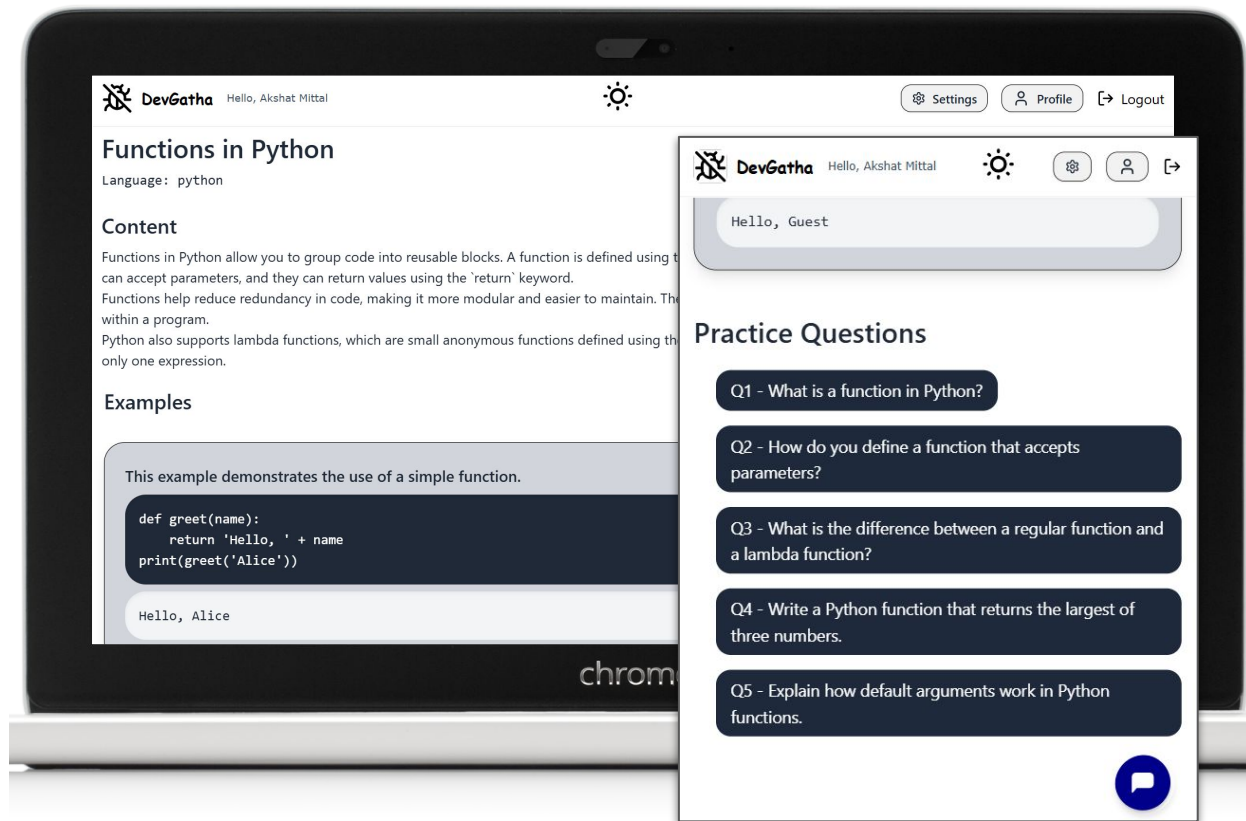 DevGatha Hello, Akshat Mittal Settings Profile Logout
Functions in Python
Language: python
Content
Functions in Python allow you to group code into reusable blocks. A function is defined using
can accept parameters, and they can return values using the `return` keyword.
Functions help reduce redundancy in code, making it more modular and easier to maintain.
within a program.
Python also supports lambda functions, which are small anonymous functions defined using
only one expression.
Examples
This example demonstrates the use of a simple function.
def greet(name):
    return 'Hello, ' + name
print(greet('Alice'))
Hello, Alice
DevGatha Hello, Akshat Mittal
Hello, Guest
Practice Questions
Q1 - What is a function in Python?
Q2 - How do you define a function that accepts
parameters?
Q3 - What is the difference between a regular function and
a lambda function?
Q4 - Write a Python function that returns the largest of
three numbers.
Q5 - Explain how default arguments work in Python
functions.